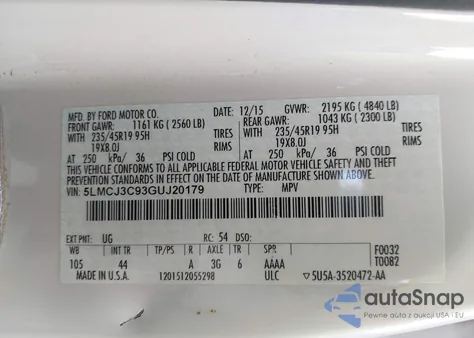 MFD. BY FORD MOTOR CO. 12/15 GVWR: 2195 KG (4840 LB)
FRONT GAWR: 1161 KG (2560 LB) REAR GAWR: 1043 KG (2300 LB)
WITH 235/45R19 95H TIRES WITH 235/45R19 95H TIRES
19X8.0J RIMS 19X8.0J RIMS
AT 250 kPa/ 36 PSI COLD AT 250 kPa/ 36 PSI COLD
THIS VEHICLE CONFORMS TO ALL APPLICABLE FEDERAL MOTOR VEHICLE SAFETY AND THEFT
PREVENTION STANDARDS IN EFFECT ON THE DATE OF MANUFACTURE SHOWN ABOVE.
VIN: 5LMCJ3C93GUJ20179 TYPE: MPV
EXT PNT: UG RC: 54 DSO:
WB INT TR TP/PS R AXLE TR SPR F0032
105 44 A 3G 6 AAAA T0082
MADE IN U.S.A. 1201512055298 ULC 5U5A-3520472-AA
autaSnap
Pewne auto z aukcji USA i EU